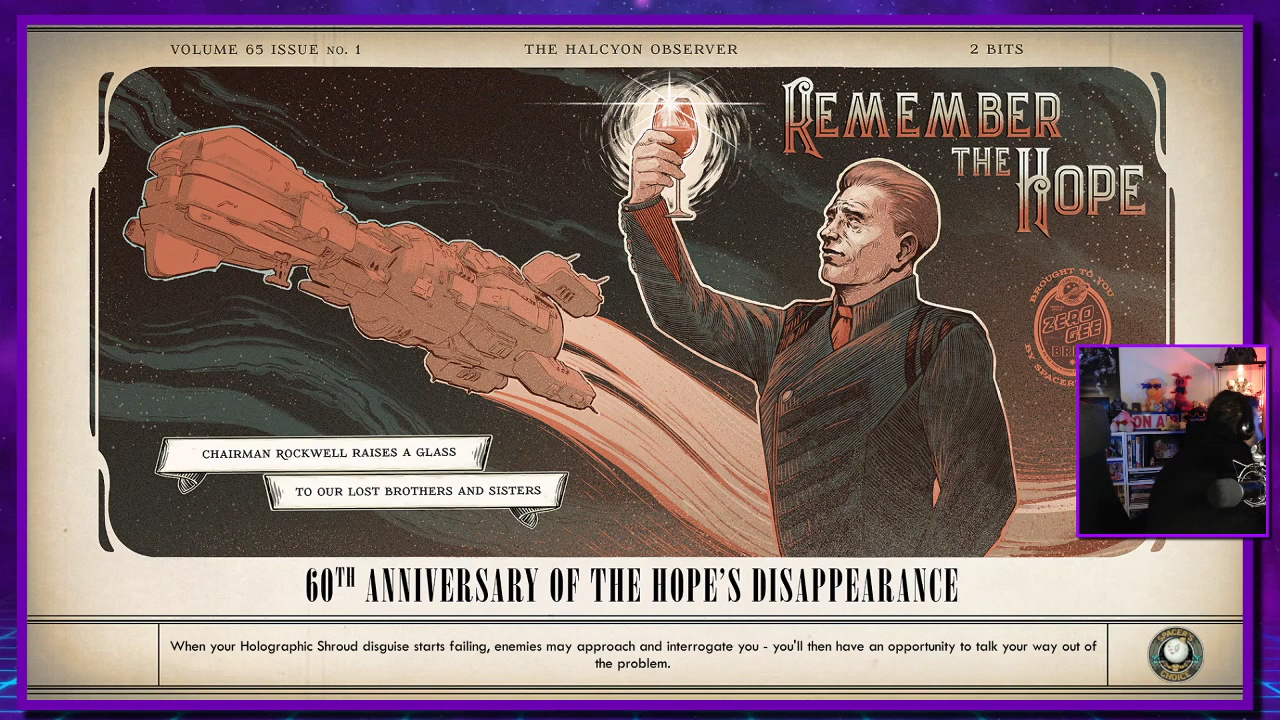 VOLUME 65 ISSUE NO. 1
THE HALCYON OBSERVER
2 BITS
REMEMBER
THE HOPE
BROUGHT TO YOU
ZERO
GEE
BY SPACER'
CHAIRMAN ROCKWELL RAISES A GLASS
TO OUR LOST BROTHERS AND SISTERS
ON A
60TH ANNIVERSARY OF THE HOPE'S DISAPPEARANCE
When your Holographic Shroud disguise starts failing, enemies may approach and interrogate you - you'll then have an opportunity to talk your way out of
the problem.
SPACER'S
CHOICE